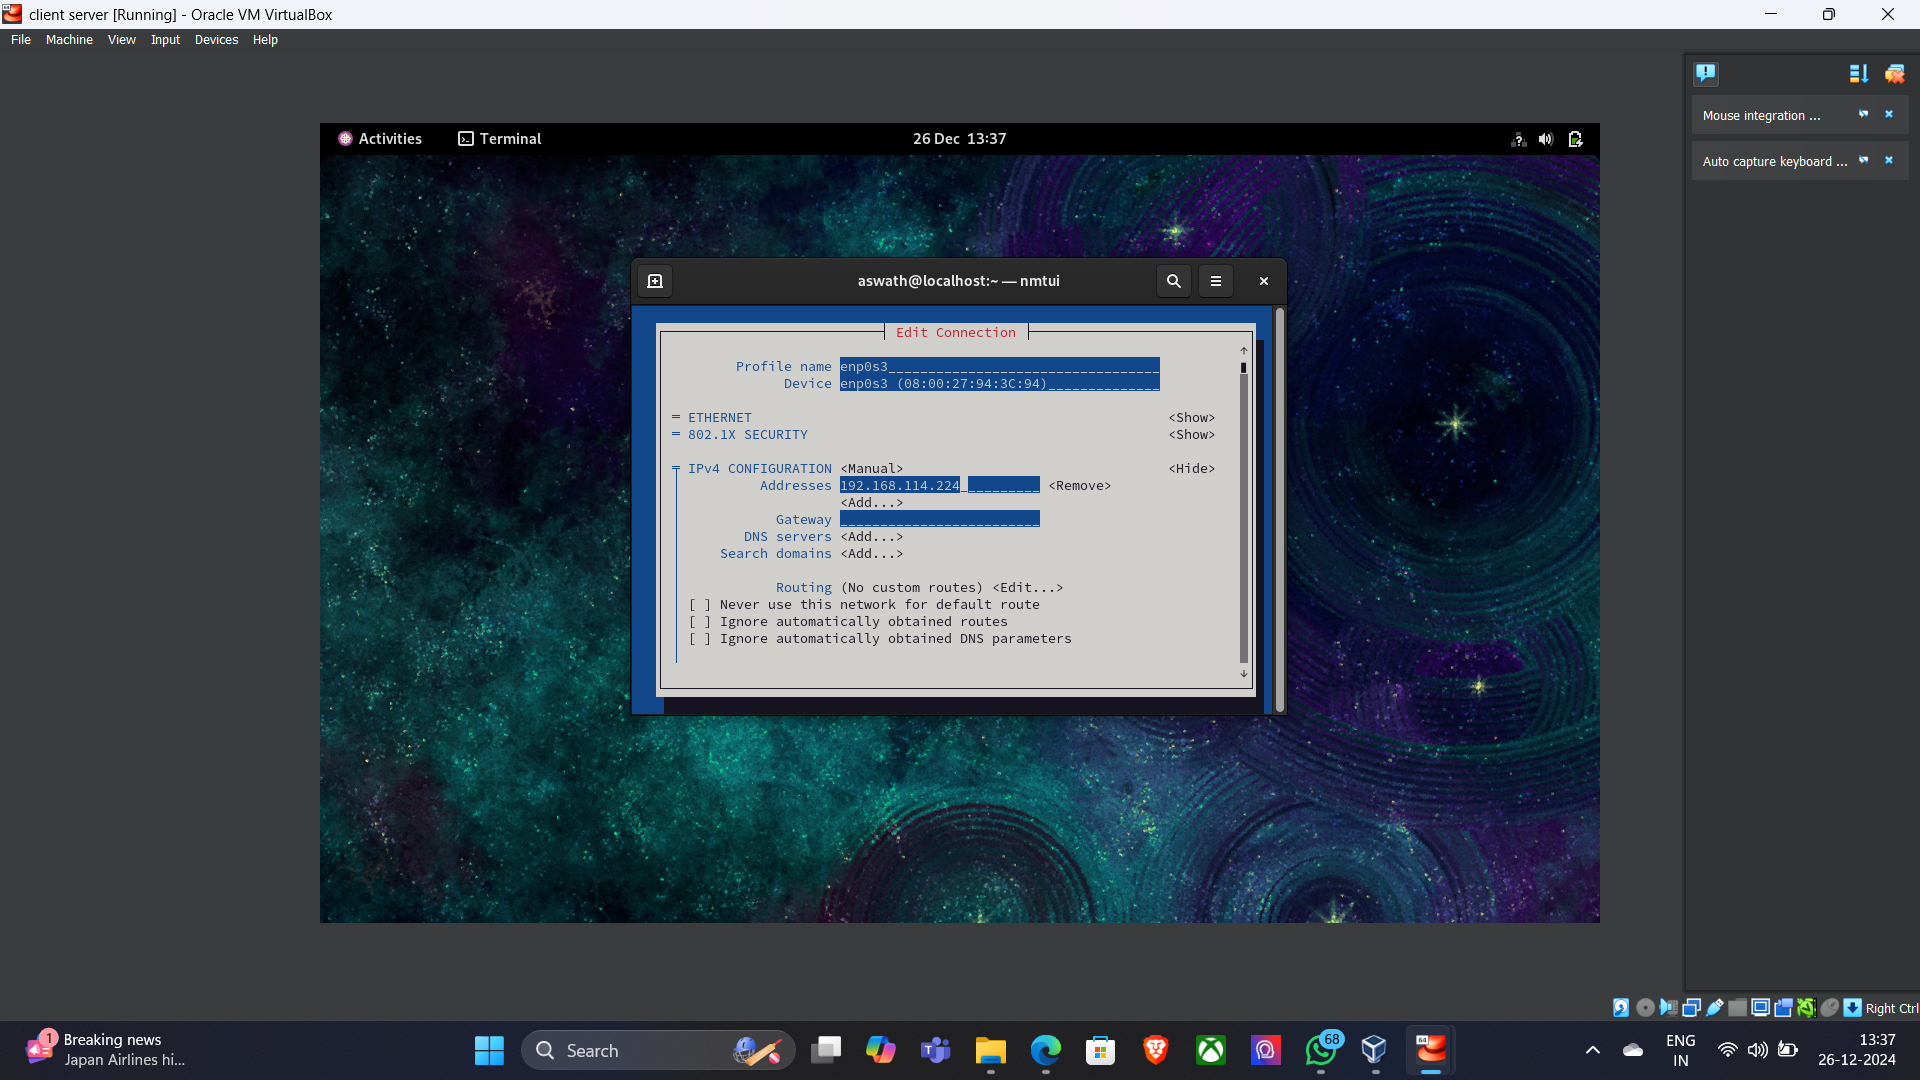 client server [Running] - Oracle VM VirtualBox
File Machine View Input Devices Help
Mouse integration ...
Auto capture keyboard ...
Activities Terminal 26 Dec 13:37
aswath@localhost:~ — nmtui
Edit Connection
Profile name enp0s3
Device enp0s3 (08:00:27:94:3C:94)
ETHERNET <Show>
802.1X SECURITY <Show>
IPv4 CONFIGURATION <Manual> <Hide>
Addresses 192.168.114.224 <Remove>
<Add...>
Gateway
DNS servers <Add...>
Search domains <Add...>
Routing (No custom routes) <Edit...>
[ ] Never use this network for default route
[ ] Ignore automatically obtained routes
[ ] Ignore automatically obtained DNS parameters
Right Ctrl
1
Breaking news
Japan Airlines hi...
Search
68
64
ENG
IN
13:37
26-12-2024